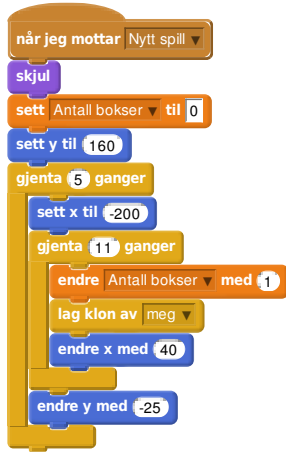 når jeg mottar Nytt spill
skjul
sett Antall bokser til 0
sett y til 160
gjenta 5 ganger
sett x til -200
gjenta 11 ganger
endre Antall bokser med 1
lag klon av meg
endre x med 40
endre y med -25